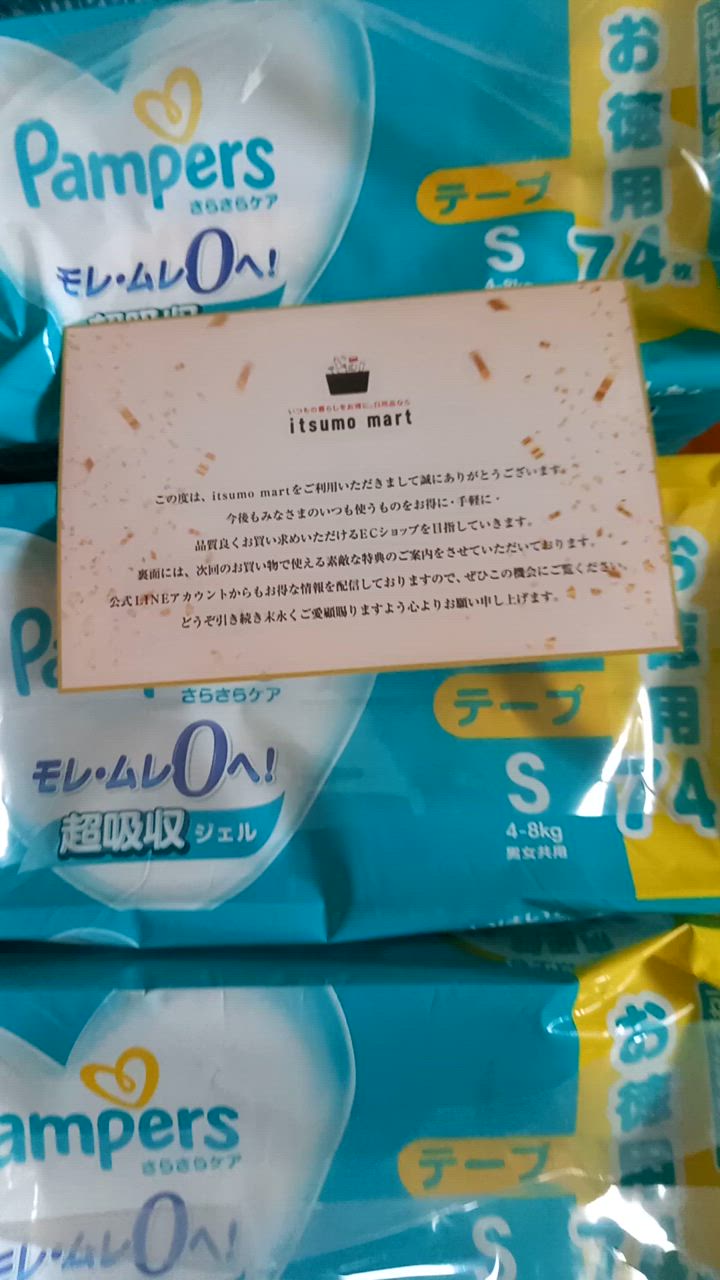 Pampers
さらさらケア
モレ・ムレ0へ!
テープ
S
お徳用
74枚
いつもの暮らしをお得に。日用品なら
itsumo mart
この度は、itsumo martをご利用いただきまして誠にありがとうございます。
今後もみなさまのいつも使うものをお得に・手軽に・
品質良くお買い求めいただけるECショップを目指していきます。
裏面には、次回のお買い物で使える素敵な特典のご案内をさせていただいております。
公式LINEアカウントからもお得な情報を配信しておりますので、ぜひこの機会にご覧ください。
どうぞ引き続き末永くご愛顧賜りますよう心よりお願い申し上げます。
さらさらケア
モレ・ムレ0へ!
超吸収ジェル
テープ
S
4-8kg
男女共用
徳用
74
ampers
さらさらケア
モレ・ムレ0へ!
テープ
S
お徳用